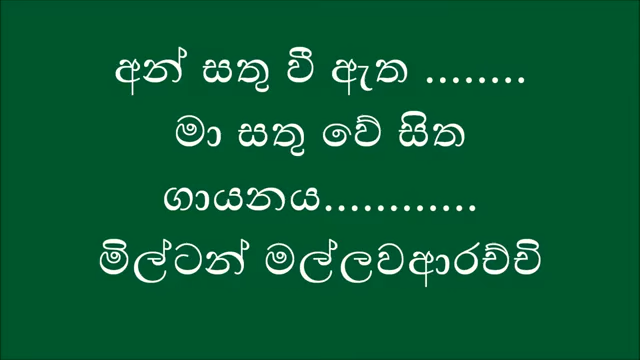 අන් සතු වී ඇත ........
මා සතු වේ සිත
ගායනය............
මිල්ටන් මල්ලවආරච්චි